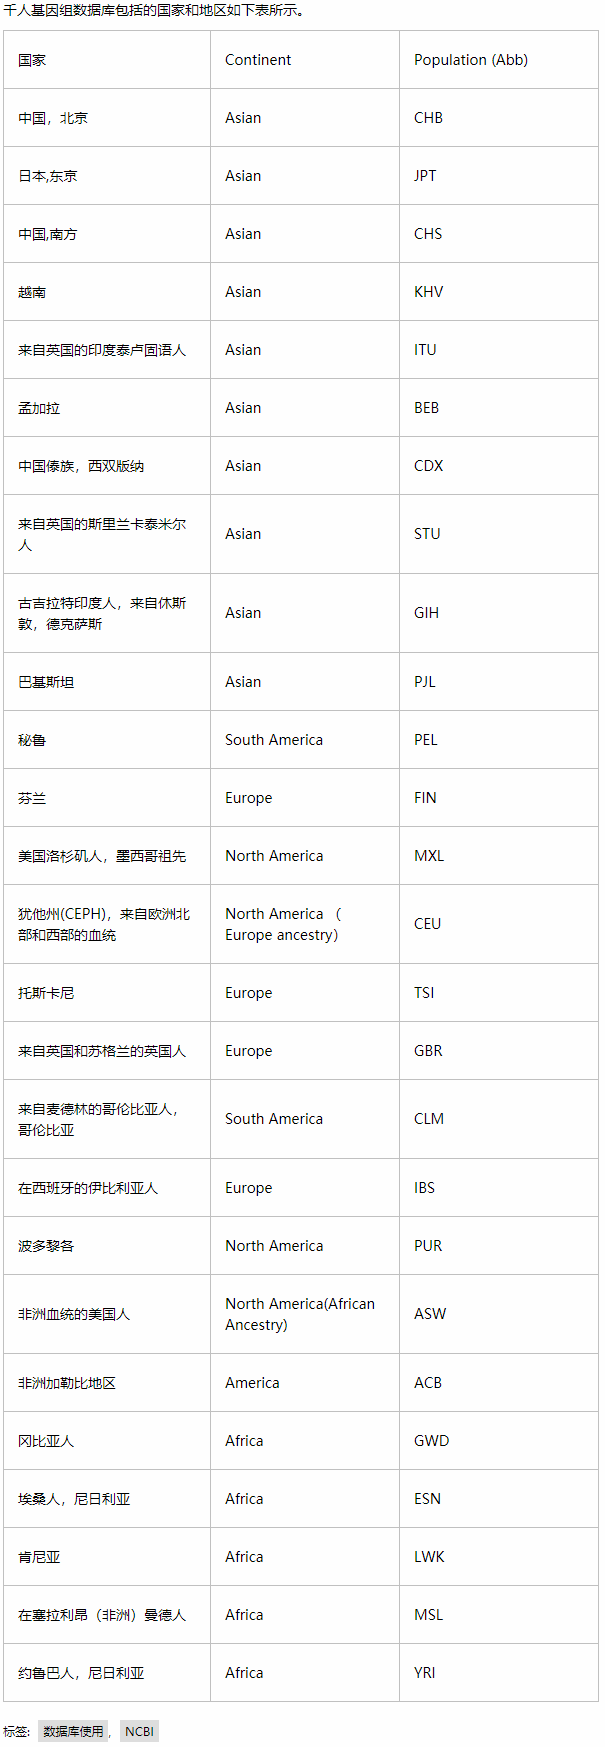 千人基因组数据库包括的国家和地区如下表所示。
国家 Continent Population (Abb)
中国，北京 Asian CHB
日本,东京 Asian JPT
中国,南方 Asian CHS
越南 Asian KHV
来自英国的印度泰卢固语人 Asian ITU
孟加拉 Asian BEB
中国傣族，西双版纳 Asian CDX
来自英国的斯里兰卡泰米尔
人 Asian STU
古吉拉特印度人，来自休斯
敦，德克萨斯 Asian GIH
巴基斯坦 Asian PJL
秘鲁 South America PEL
芬兰 Europe FIN
美国洛杉矶人，墨西哥祖先 North America MXL
犹他州(CEPH)，来自欧洲北
部和西部的血统 North America （
Europe ancestry） CEU
托斯卡尼 Europe TSI
来自英国和苏格兰的英国人 Europe GBR
来自麦德林的哥伦比亚人，
哥伦比亚 South America CLM
在西班牙的伊比利亚人 Europe IBS
波多黎各 North America PUR
非洲血统的美国人 North America(African
Ancestry) ASW
非洲加勒比地区 America ACB
冈比亚人 Africa GWD
埃桑人，尼日利亚 Africa ESN
肯尼亚 Africa LWK
在塞拉利昂（非洲）曼德人 Africa MSL
约鲁巴人，尼日利亚 Africa YRI
标签: 数据库使用, NCBI